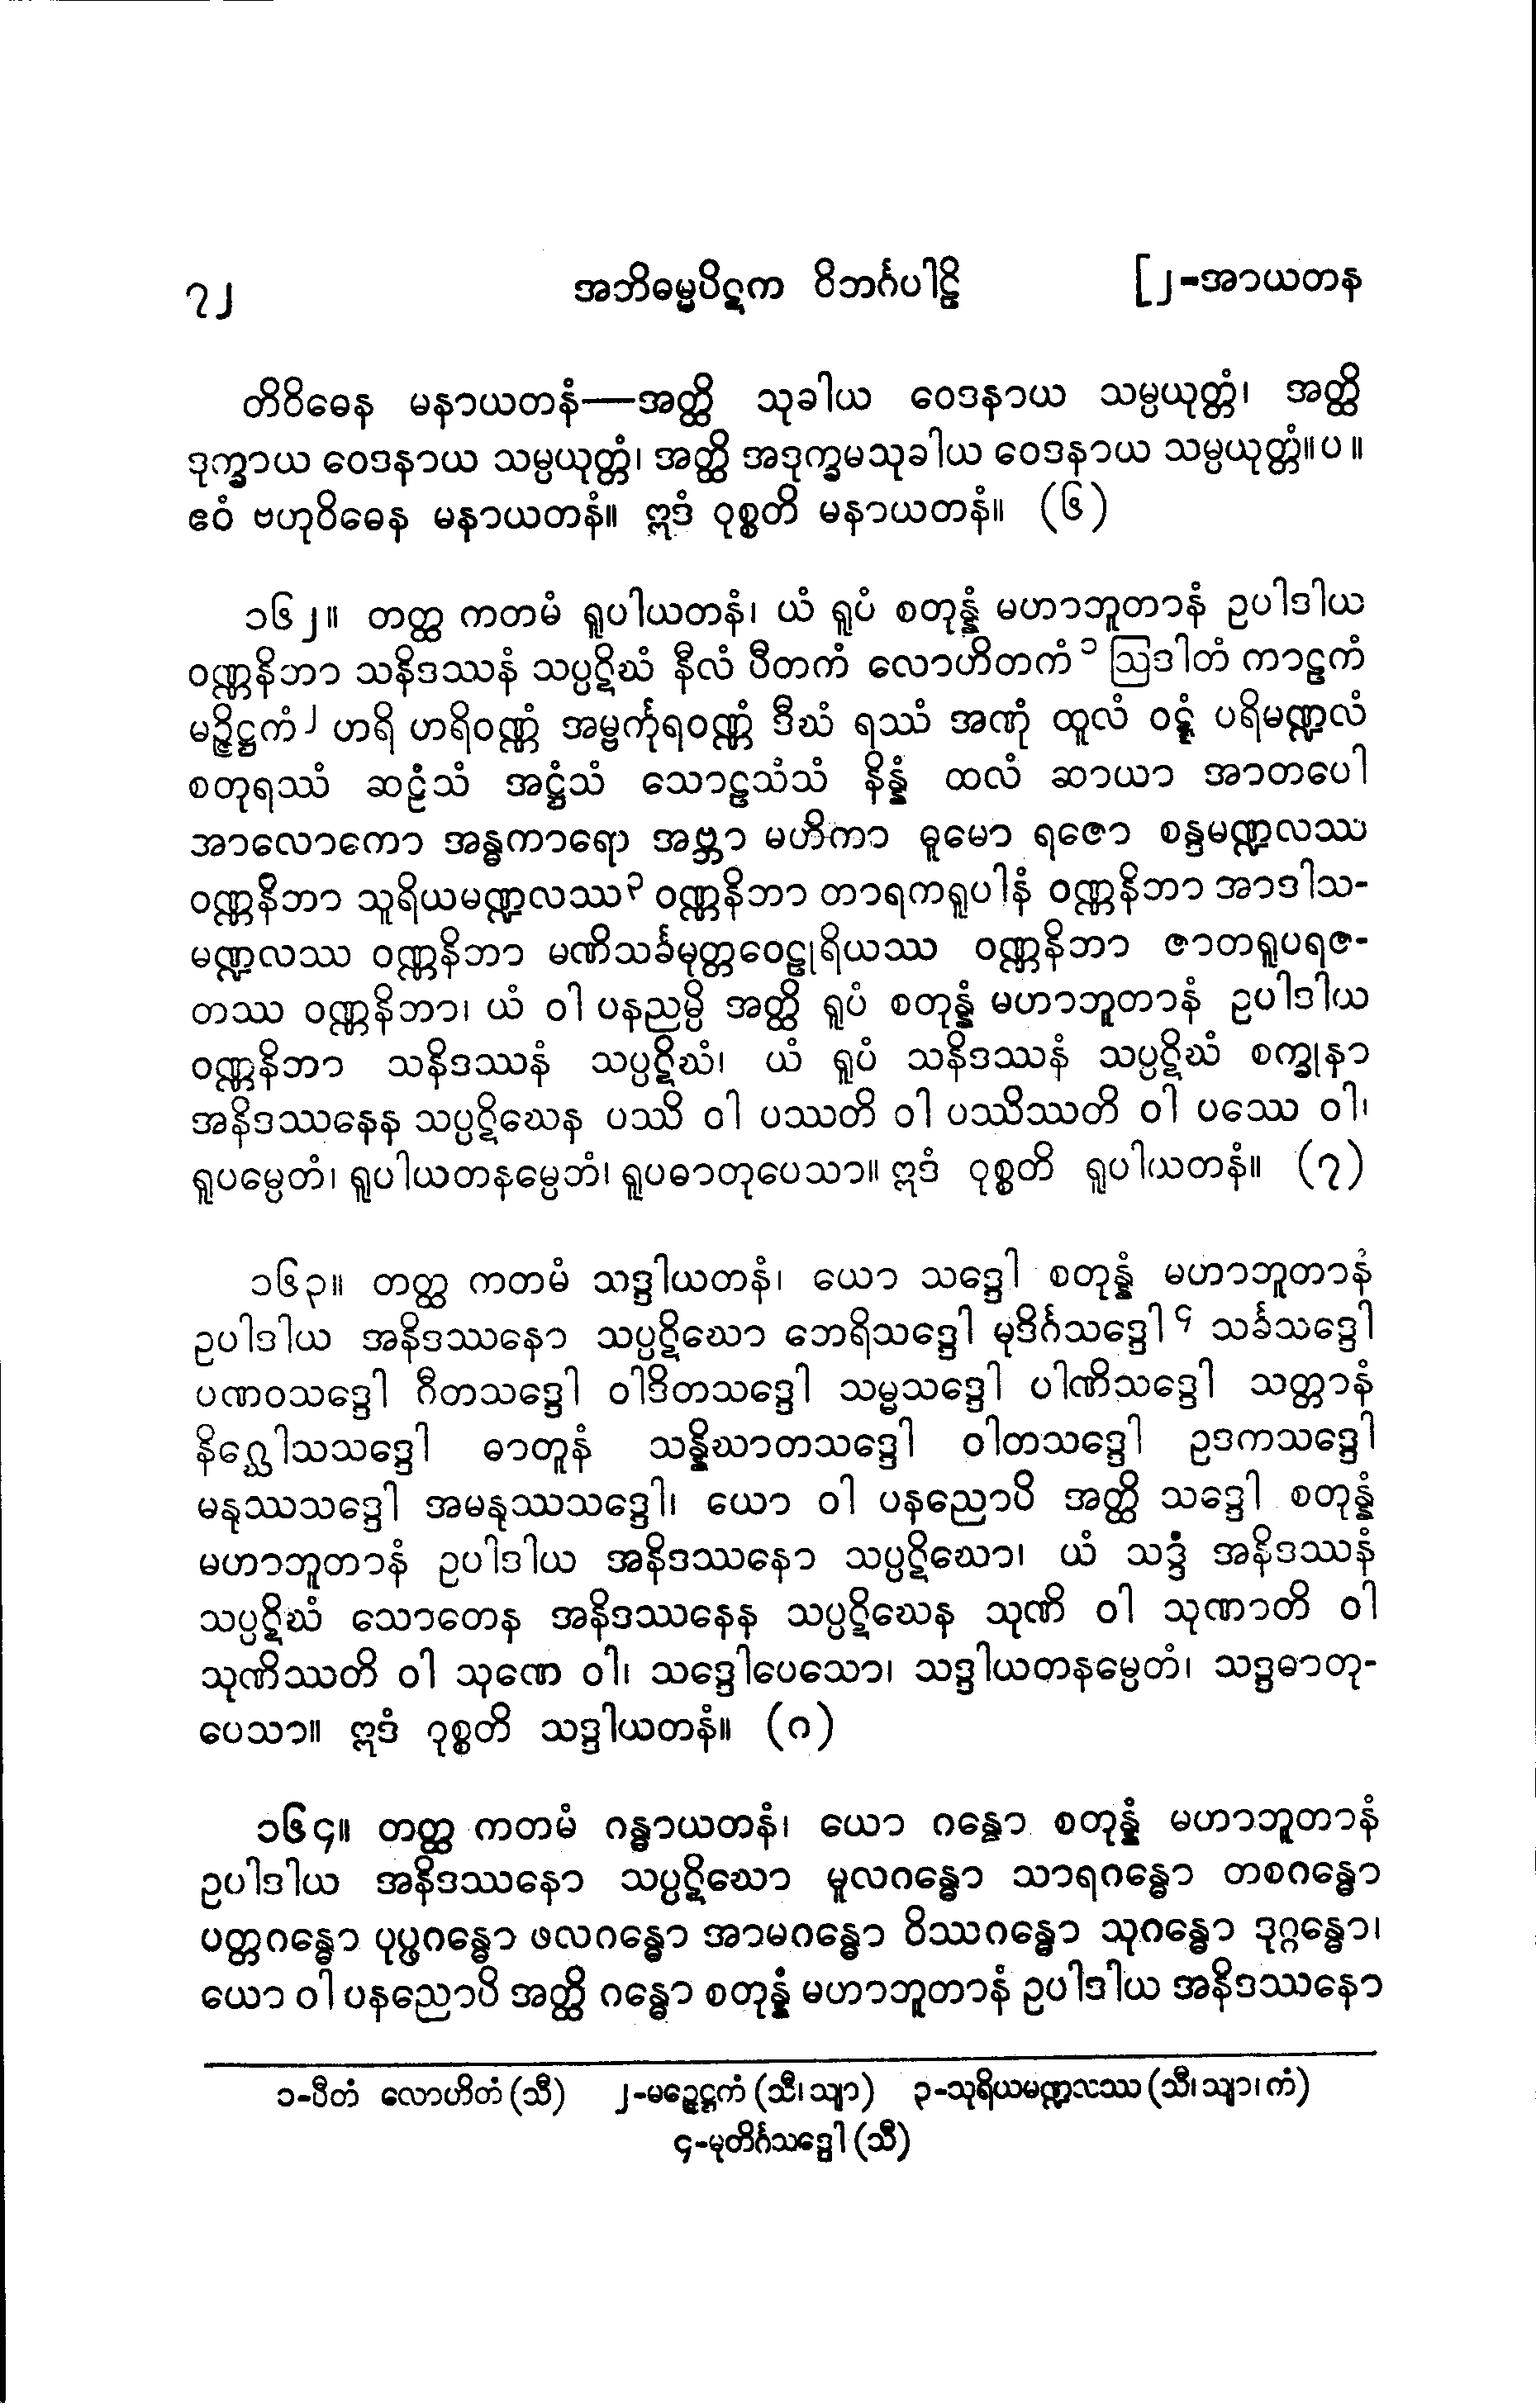 ၇၂ အဘိဓမ္မပိဋက ဝိဘင်္ဂပါဠိ [၂-အာယတန
တိဝိဓေန မနာယတနံ—အတ္ထိ သုခါယ ဝေဒနာယ သမ္ပယုတ္တံ၊ အတ္ထိ
ဒုက္ခာယ ဝေဒနာယ သမ္ပယုတ္တံ၊ အတ္ထိ အဒုက္ခမသုခါယ ဝေဒနာယ သမ္ပယုတ္တံ။ပ။
ဧဝံ ဗဟုဝိဓေန မနာယတနံ။ ဣဒံ ဝုစ္စတိ မနာယတနံ။ (၆)
၁၆၂။ တတ္ထ ကတမံ ရူပါယတနံ၊ ယံ ရူပံ စတုန္နံ မဟာဘူတာနံ ဥပါဒါယ
ဝဏ္ဏနိဘာ သနိဒဿနံ သပ္ပဋိဃံ နီလံ ပီတကံ လောဟိတကံ၁ ဩဒါတံ ကာဠကံ
မဉ္ဇိဋ္ဌကံ၂ ဟရိ ဟရိဝဏ္ဏံ အမ္ဗင်္ကုရဝဏ္ဏံ ဒီဃံ ရဿံ အဏုံ ထူလံ ဝဋ္ဋံ ပရိမဏ္ဍလံ
စတုရဿံ ဆဠံသံ အဋ္ဌံသံ သောဠသံသံ နိန္နံ ထလံ ဆာယာ အာတပေါ
အာလောကော အန္ဓကာရော အဗ္ဘာ မဟိကာ ဓူမော ရဇော စန္ဒမဏ္ဍလဿ
ဝဏ္ဏနိဘာ သူရိယမဏ္ဍလဿ၃ ဝဏ္ဏနိဘာ တာရကရူပါနံ ဝဏ္ဏနိဘာ အာဒါသ-
မဏ္ဍလဿ ဝဏ္ဏနိဘာ မဏိသင်္ခမုတ္တဝေဠုရိယဿ ဝဏ္ဏနိဘာ ဇာတရူပရဇ-
တဿ ဝဏ္ဏနိဘာ၊ ယံ ဝါ ပနညမ္ပိ အတ္ထိ ရူပံ စတုန္နံ မဟာဘူတာနံ ဥပါဒါယ
ဝဏ္ဏနိဘာ သနိဒဿနံ သပ္ပဋိဃံ၊ ယံ ရူပံ သနိဒဿနံ သပ္ပဋိဃံ စက္ခုနာ
အနိဒဿနေန သပ္ပဋိဃေန ပဿိ ဝါ ပဿတိ ဝါ ပဿိဿတိ ဝါ ပဿေ ဝါ၊
ရူပမ္ပေတံ၊ ရူပါယတနမ္ပေတံ၊ ရူပဓာတုပေသာ။ ဣဒံ ဝုစ္စတိ ရူပါယတနံ။ (၇)
၁၆၃။ တတ္ထ ကတမံ သဒ္ဒါယတနံ၊ ယော သဒ္ဒေါ စတုန္နံ မဟာဘူတာနံ
ဥပါဒါယ အနိဒဿနော သပ္ပဋိဃော ဘေရိသဒ္ဒေါ မုဒိင်္ဂသဒ္ဒေါ၄ သင်္ခသဒ္ဒေါ
ပဏဝသဒ္ဒေါ ဂီတသဒ္ဒေါ ဝါဒိတသဒ္ဒေါ သမ္မသဒ္ဒေါ ပါဏိသဒ္ဒေါ သတ္တာနံ
နိဂ္ဃေါသသဒ္ဒေါ ဓာတူနံ သန္နိဃာတသဒ္ဒေါ ဝါတသဒ္ဒေါ ဥဒကသဒ္ဒေါ
မနုဿသဒ္ဒေါ အမနုဿသဒ္ဒေါ၊ ယော ဝါ ပနညောပိ အတ္ထိ သဒ္ဒေါ စတုန္နံ
မဟာဘူတာနံ ဥပါဒါယ အနိဒဿနော သပ္ပဋိဃော၊ ယံ သဒ္ဒံ အနိဒဿနံ
သပ္ပဋိဃံ သောတေန အနိဒဿနေန သပ္ပဋိဃေန သုဏိ ဝါ သုဏာတိ ဝါ
သုဏိဿတိ ဝါ သုဏေ ဝါ၊ သဒ္ဒေါပေသော၊ သဒ္ဒါယတနမ္ပေတံ၊ သဒ္ဒဓာတု-
ပေသာ။ ဣဒံ ဝုစ္စတိ သဒ္ဒါယတနံ။ (၈)
၁၆၄။ တတ္ထ ကတမံ ဂန္ဓာယတနံ၊ ယော ဂန္ဓော စတုန္နံ မဟာဘူတာနံ
ဥပါဒါယ အနိဒဿနော သပ္ပဋိဃော မူလဂန္ဓော သာရဂန္ဓော တစဂန္ဓော
ပတ္တဂန္ဓော ပုပ္ဖဂန္ဓော ဖလဂန္ဓော အာမဂန္ဓော ဝိဿဂန္ဓော သုဂန္ဓော ဒုဂ္ဂန္ဓော၊
ယော ဝါ ပနညောပိ အတ္ထိ ဂန္ဓော စတုန္နံ မဟာဘူတာနံ ဥပါဒါယ အနိဒဿနော
၁-ပီတံ လောဟိတံ (သီ) ၂-မဉ္ဇေဋ္ဌကံ (သီ၊ သျာ) ၃-သုရိယမဏ္ဍလဿ (သီ၊ သျာ၊ ကံ)
၄-မုတိင်္ဂသဒ္ဒေါ (သီ)